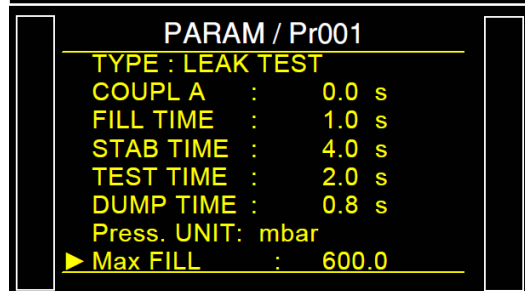 PARAM / Pr001
TYPE : LEAK TEST
COUPL A : 0.0 s
FILL TIME : 1.0 s
STAB TIME : 4.0 s
TEST TIME : 2.0 s
DUMP TIME : 0.8 s
Press. UNIT: mbar
►Max FILL : 600.0